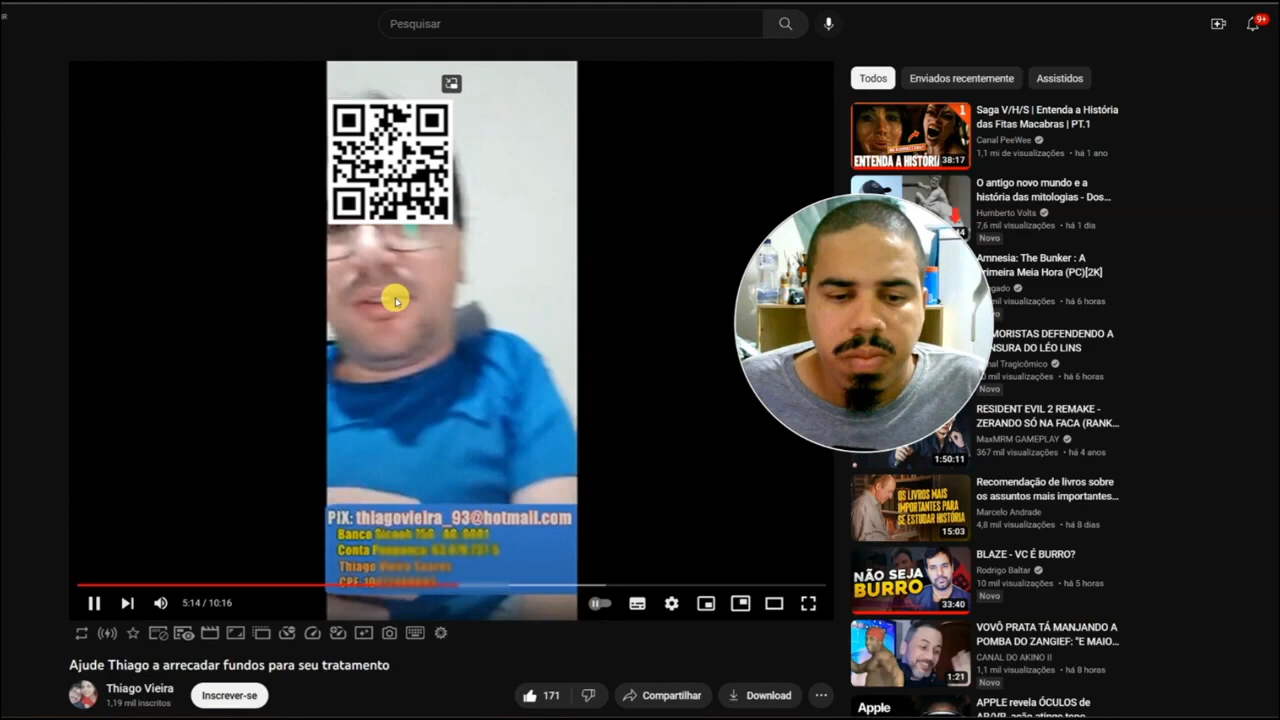 Pesquisar
9+
PIX: thiagovieira_93@hotmail.com
Banco
Conta
Thiago
CPF:
5:14 / 10:16
Ajude Thiago a arrecadar fundos para seu tratamento
Thiago Vieira
1,19 mil inscritos
Inscrever-se
171
Compartilhar
Download
Todos
Enviados recentemente
Assistidos
ENTENDA A HISTÓRIA
38:17
Saga V/H/S | Entenda a História
das Fitas Macabras | PT.1
Canal PeeWee
1,1 mi de visualizações • há 1 ano
O antigo novo mundo e a
história das mitologias - Dos...
Humberto Volts
7,6 mil visualizações • há 1 dia
Novo
Amnesia: The Bunker : A
rimeira Meia Hora (PC)[2K]
• há 6 horas
DEFENDENDO A
DO LÉO LINS
Tragicômico
mil visualizações • há 6 horas
Novo
RESIDENT EVIL 2 REMAKE -
ZERANDO SÓ NA FACA (RANK...
MaxMRM GAMEPLAY
367 mil visualizações • há 4 anos
1:50:11
OS LIVROS MAIS
IMPORTANTES PARA
SE ESTUDAR HISTÓRIA
15:03
Recomendação de livros sobre
os assuntos mais importantes...
Marcelo Andrade
4,8 mil visualizações • há 8 dias
NÃO SEJA
BURRO
33:40
BLAZE - VC É BURRO?
Rodrigo Baltar
10 mil visualizações • há 5 horas
Novo
1:21
VOVÔ PRATA TÁ MANJANDO A
POMBA DO ZANGIEF: "E MAIO...
CANAL DO AKINO II
1,1 mil visualizações • há 8 horas
Novo
Apple
APPLE revela ÓCULOS de